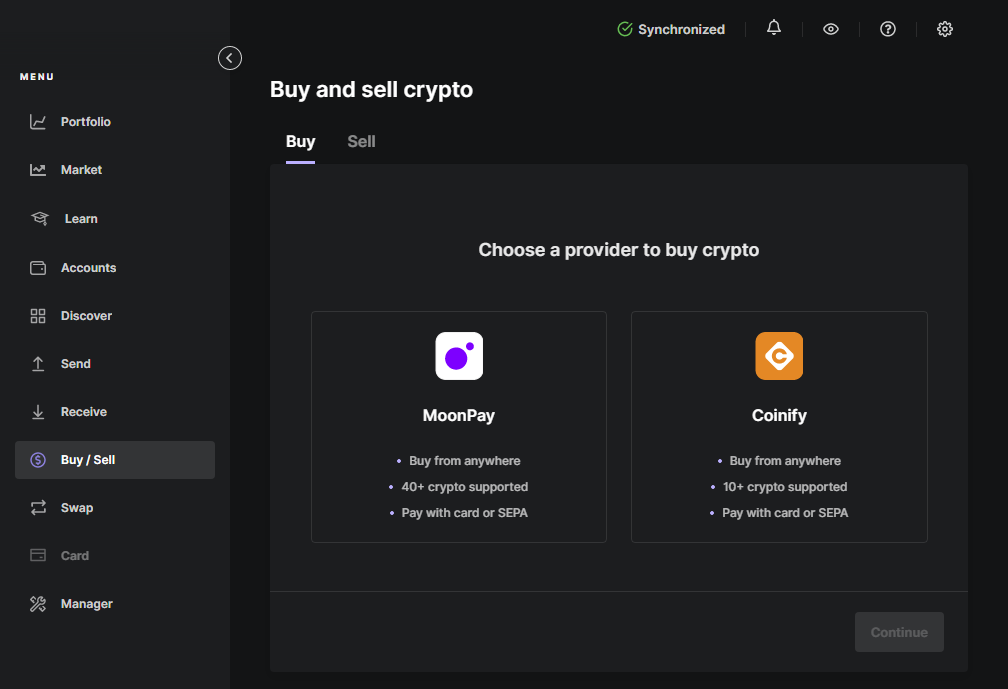 Synchronized
MENU
Buy and sell crypto
Portfolio
Buy Sell
Market
Learn
Choose a provider to buy crypto
Accounts
Discover
Send
Receive
MoonPay
Coinify
Buy / Sell
• Buy from anywhere
• 40+ crypto supported
• Pay with card or SEPA
• Buy from anywhere
• 10+ crypto supported
• Pay with card or SEPA
Swap
Card
Manager
Continue